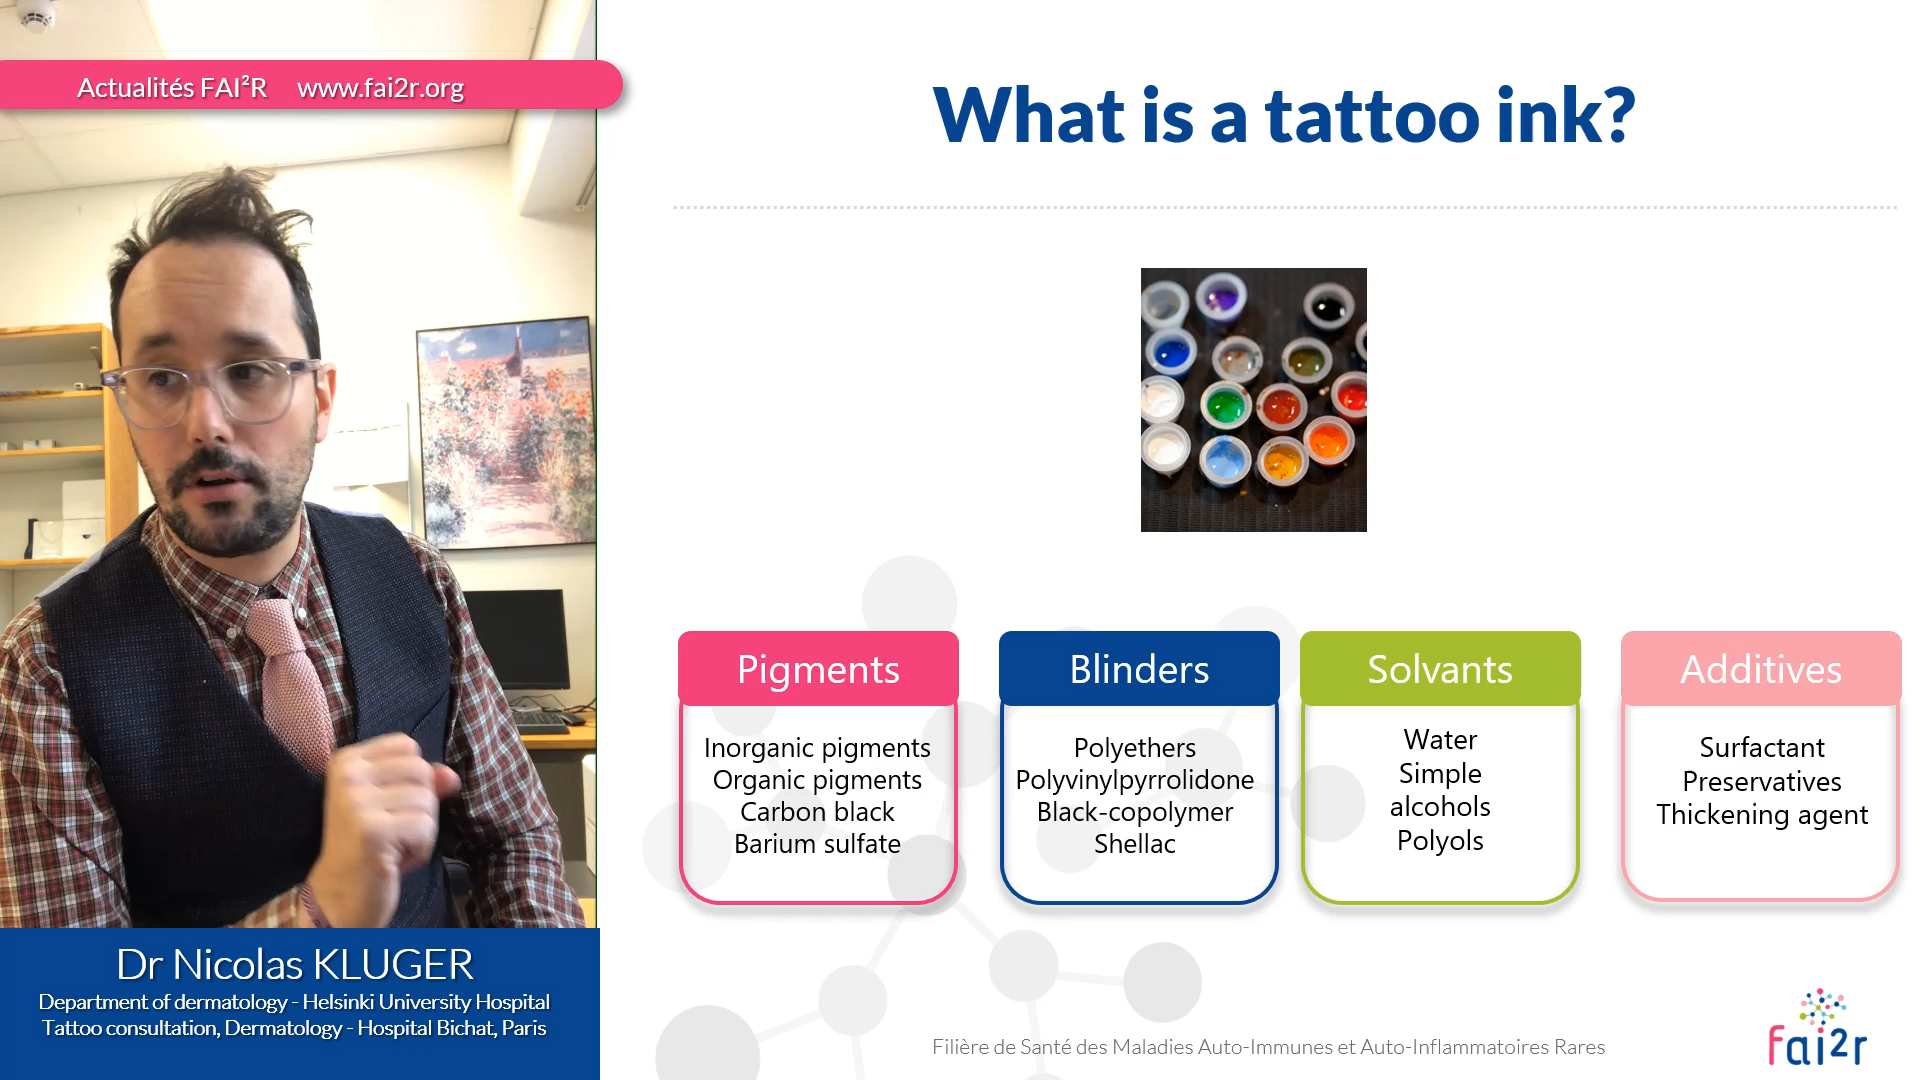 Actualités FAI²R www.fai2r.org
What is a tattoo ink?
Pigments
Inorganic pigments
Organic pigments
Carbon black
Barium sulfate
Blinders
Polyethers
Polyvinylpyrrolidone
Black-copolymer
Shellac
Solvants
Water
Simple
alcohols
Polyols
Additives
Surfactant
Preservatives
Thickening agent
Dr Nicolas KLUGER
Department of dermatology - Helsinki University Hospital
Tattoo consultation, Dermatology - Hospital Bichat, Paris
Filière de Santé des Maladies Auto-Immunes et Auto-Inflammatoires Rares
fai2r